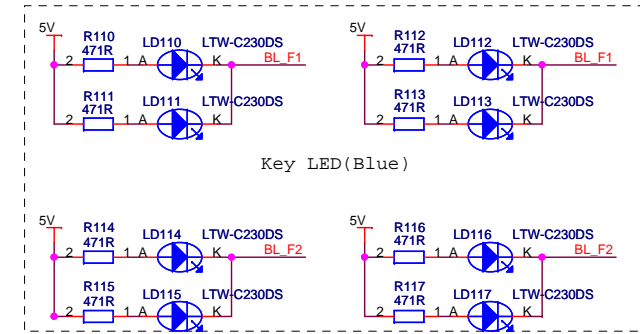 5V
R110
471R
2
1
A
LD110
K
LTW-C230DS
BL_F1
R111
471R
2
1
A
LD111
K
LTW-C230DS
5V
R112
471R
2
1
A
LD112
K
LTW-C230DS
BL_F1
R113
471R
2
1
A
LD113
K
LTW-C230DS
Key LED(Blue)
5V
R114
471R
2
1
A
LD114
K
LTW-C230DS
BL_F2
R115
471R
2
1
A
LD115
K
LTW-C230DS
5V
R116
471R
2
1
A
LD116
K
LTW-C230DS
BL_F2
R117
471R
2
1
A
LD117
K
LTW-C230DS